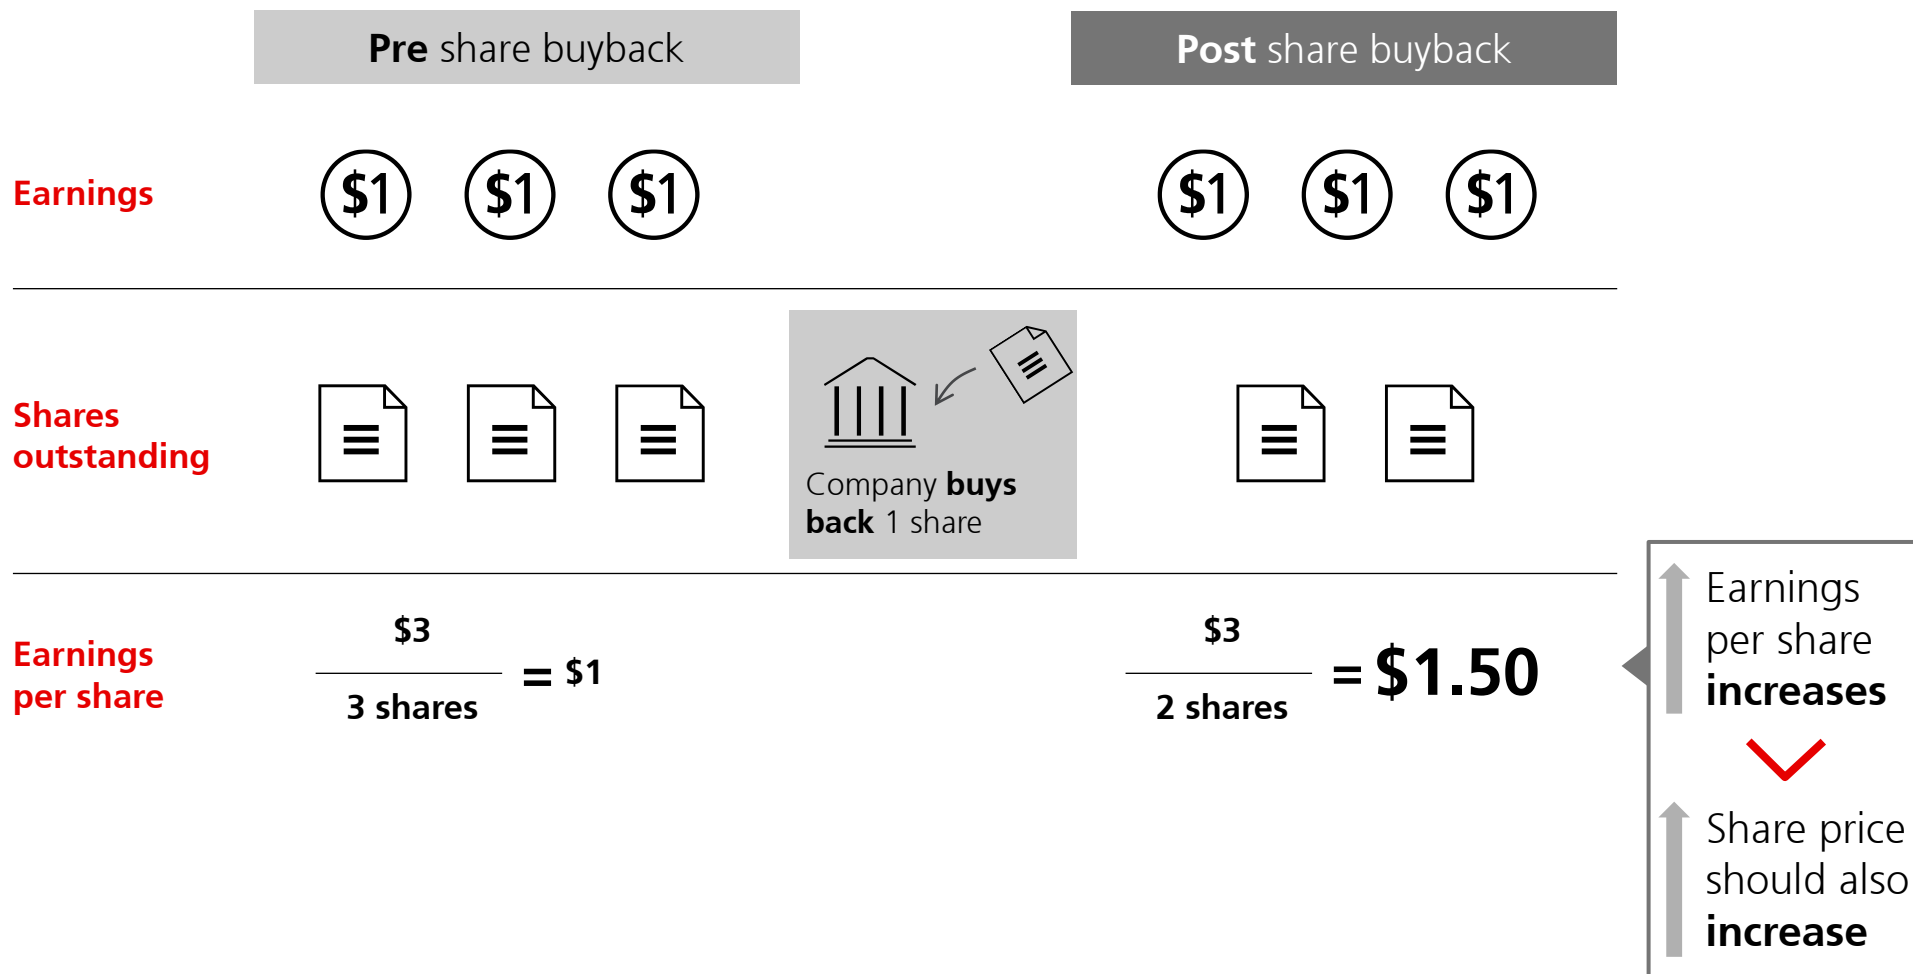 Pre share buyback
Post share buyback
Earnings
$1 $1 $1
$1 $1 $1
Shares
outstanding
Company buys
back 1 share
Earnings
per share
$3
3 shares
= $1
$3
2 shares
= $1.50
Earnings
per share
increases
Share price
should also
increase